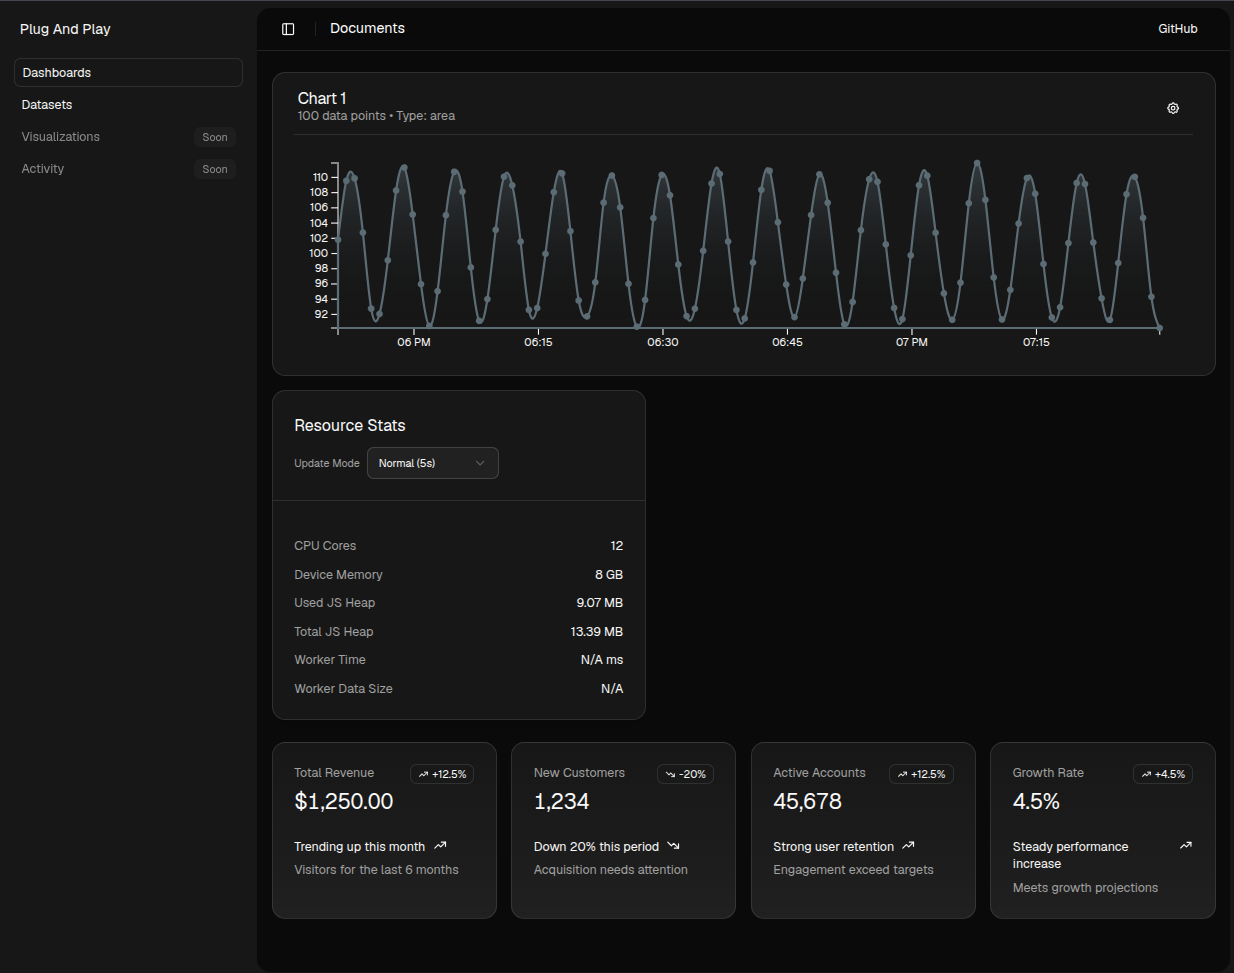 Plug And Play
Dashboards
Datasets
Visualizations Soon
Activity Soon
Documents GitHub
Chart 1
100 data points • Type: area
110
108
106
104
102
100
98
96
94
92
06 PM 06:15 06:30 06:45 07 PM 07:15
Resource Stats
Update Mode Normal (5s)
CPU Cores 12
Device Memory 8 GB
Used JS Heap 9.07 MB
Total JS Heap 13.39 MB
Worker Time N/A ms
Worker Data Size N/A
Total Revenue +12.5%
$1,250.00
Trending up this month
Visitors for the last 6 months
New Customers -20%
1,234
Down 20% this period
Acquisition needs attention
Active Accounts +12.5%
45,678
Strong user retention
Engagement exceed targets
Growth Rate +4.5%
4.5%
Steady performance
increase
Meets growth projections